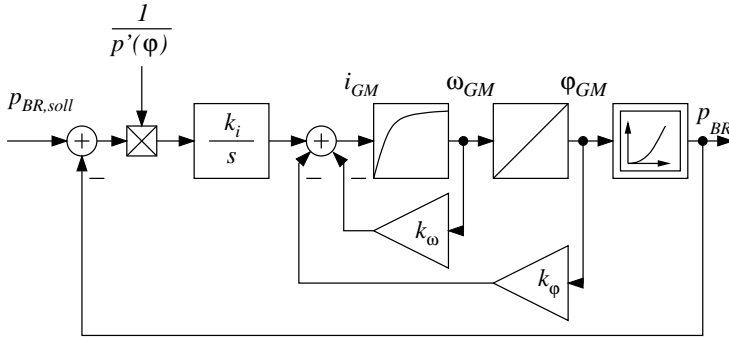 1
p'(φ)
p_BR,soll
i_GM
ω_GM
φ_GM
p_BR
k_i
s
+
+
−
−
−
k_ω
k_φ